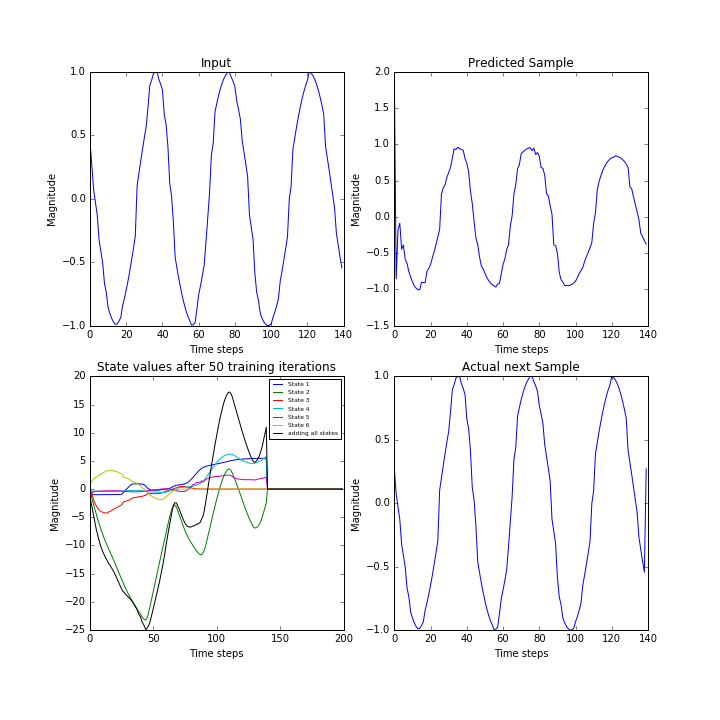 Input
Magnitude
1.0
0.5
0.0
−0.5
−1.0
0 20 40 60 80 100 120 140
Time steps
Predicted Sample
Magnitude
2.0
1.5
1.0
0.5
0.0
−0.5
−1.0
−1.5
0 20 40 60 80 100 120 140
Time steps
State values after 50 training iterations
Magnitude
20
15
10
5
0
−5
−10
−15
−20
−25
0 50 100 150 200
Time steps
State 1
State 2
State 3
State 4
State 5
State 6
adding all states
Actual next Sample
Magnitude
1.0
0.5
0.0
−0.5
−1.0
0 20 40 60 80 100 120 140
Time steps